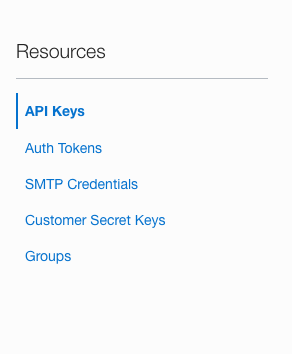 Resources
API Keys
Auth Tokens
SMTP Credentials
Customer Secret Keys
Groups